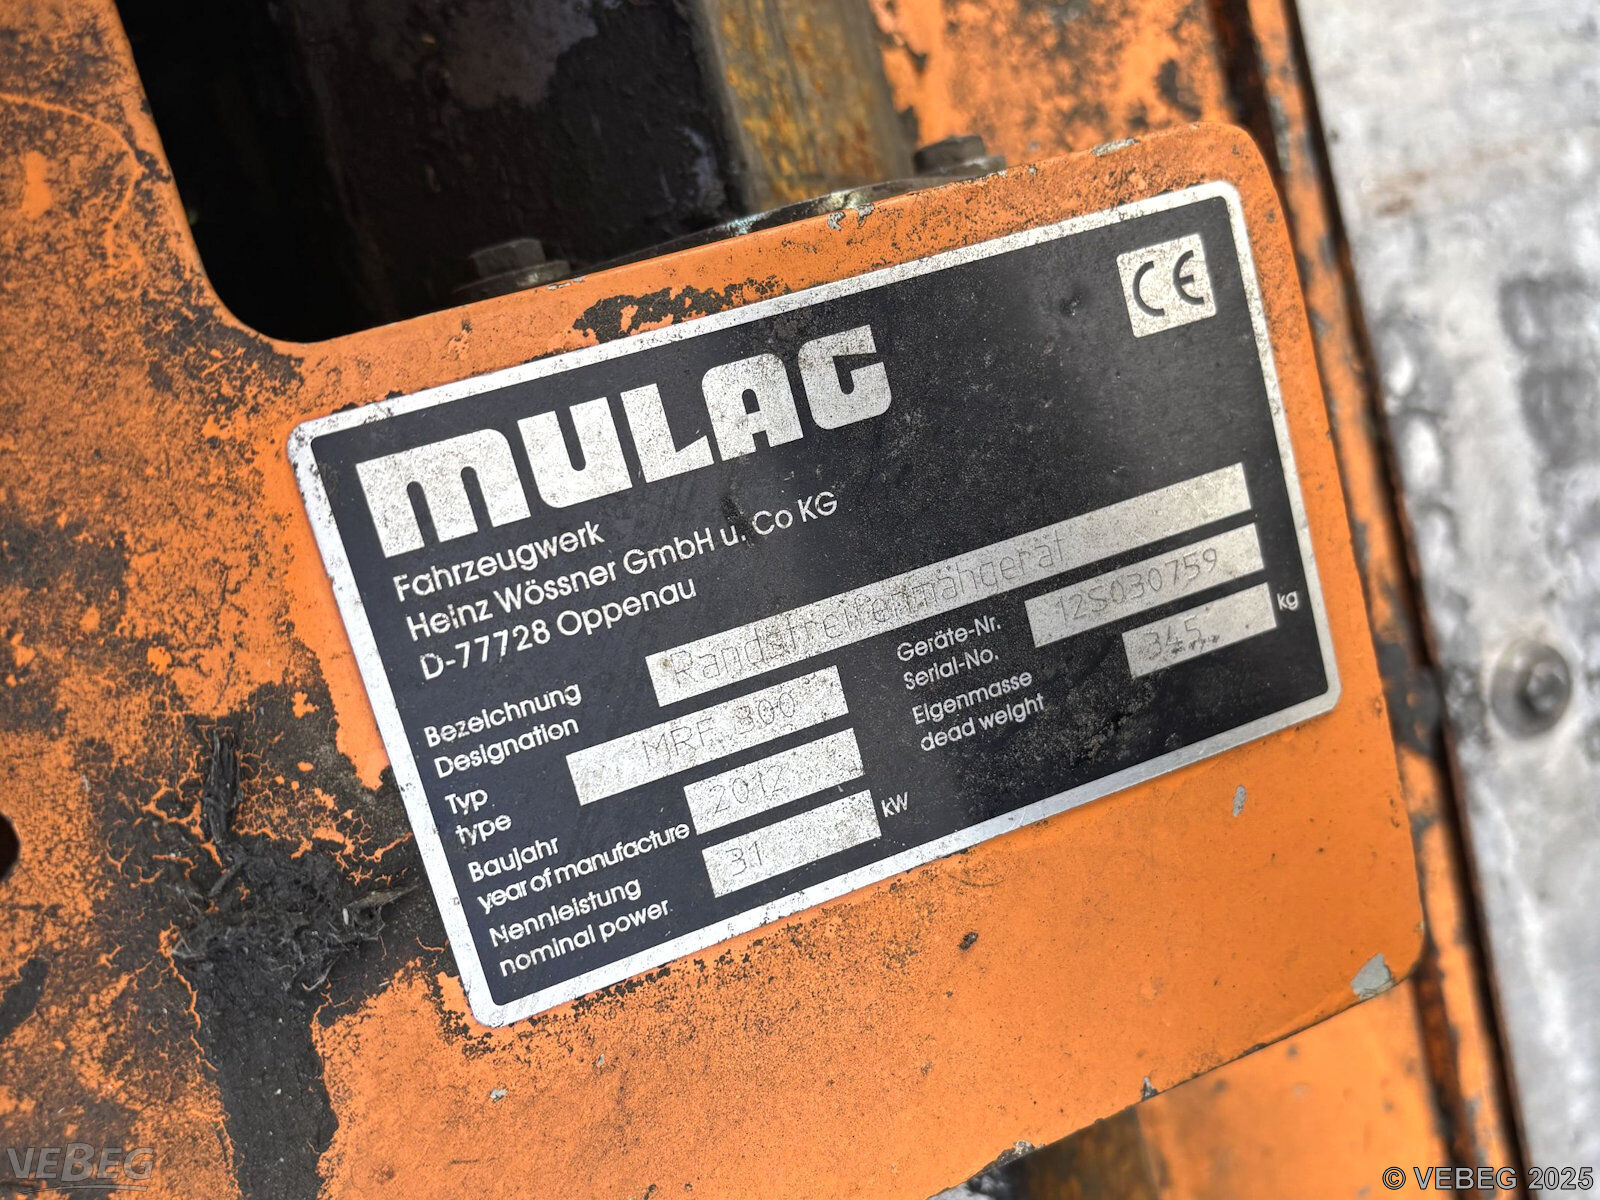 MULAG
CE
Fahrzeugwerk
Heinz Wössner GmbH u. Co KG
D-77728 Oppenau
Bezeichnung
Designation
Randstreifenmähgerät
Typ
type
MRF 800
Geräte-Nr.
Serial-No.
12S030759
Baujahr
year of manufacture
2012
Eigenmasse
dead weight
345 kg
Nennleistung
nominal power
31 kW
VEBEG
© VEBEG 2025